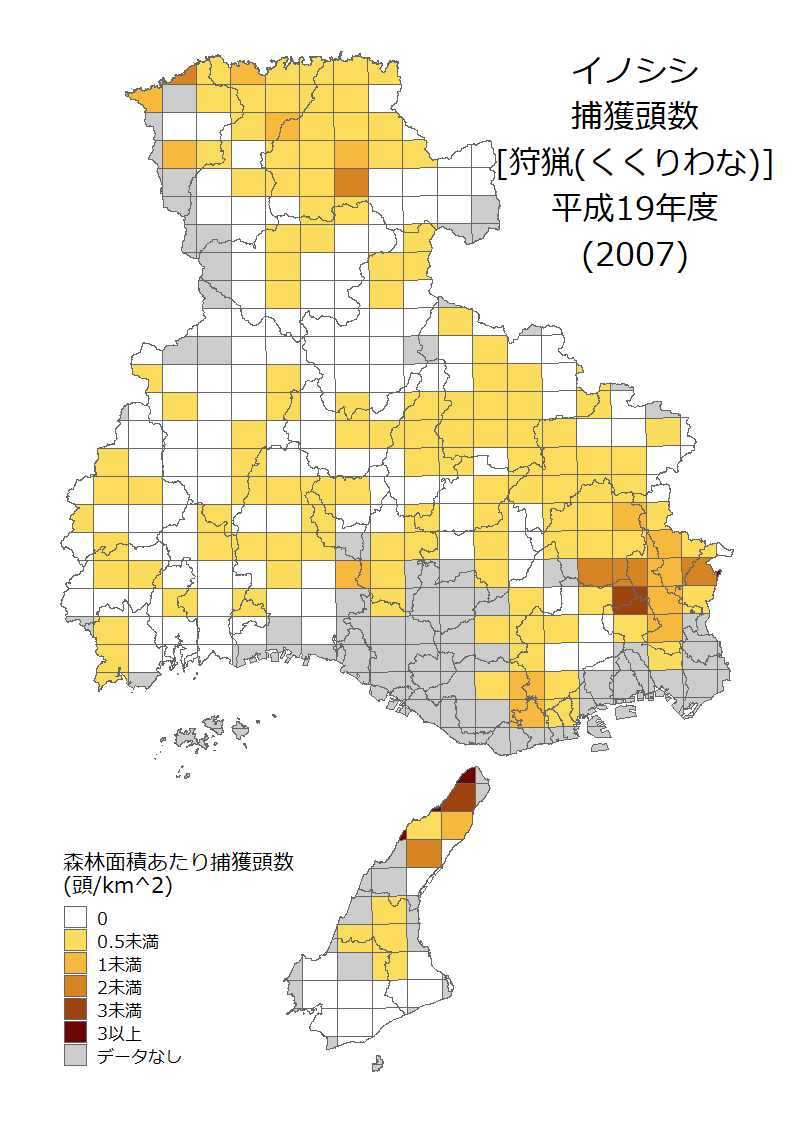 イノシシ
捕獲頭数
[狩猟(くくりわな)]
平成19年度
(2007)
森林面積あたり捕獲頭数
(頭/km^2)
0
0.5未満
1未満
2未満
3未満
3以上
データなし